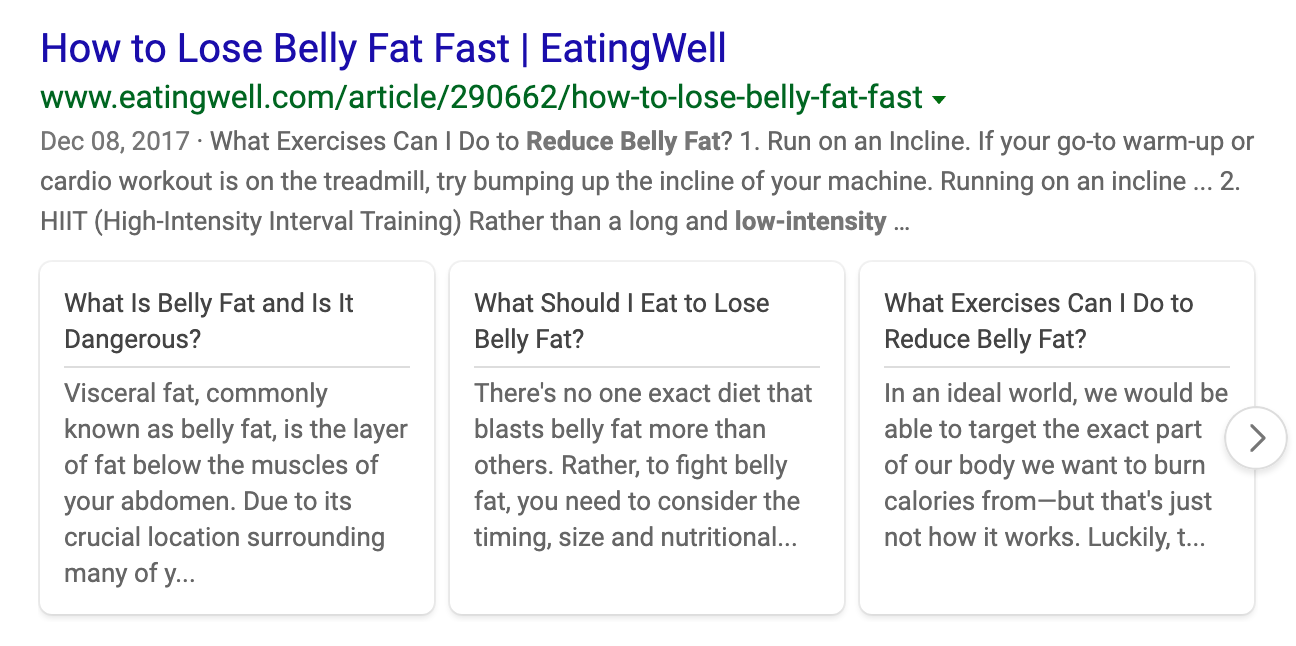 How to Lose Belly Fat Fast | EatingWell
www.eatingwell.com/article/290662/how-to-lose-belly-fat-fast
Dec 08, 2017 · What Exercises Can I Do to Reduce Belly Fat? 1. Run on an Incline. If your go-to warm-up or
cardio workout is on the treadmill, try bumping up the incline of your machine. Running on an incline ... 2.
HIIT (High-Intensity Interval Training) Rather than a long and low-intensity ...
What Is Belly Fat and Is It
Dangerous?
Visceral fat, commonly
known as belly fat, is the layer
of fat below the muscles of
your abdomen. Due to its
crucial location surrounding
many of y...
What Should I Eat to Lose
Belly Fat?
There's no one exact diet that
blasts belly fat more than
others. Rather, to fight belly
fat, you need to consider the
timing, size and nutritional...
What Exercises Can I Do to
Reduce Belly Fat?
In an ideal world, we would be
able to target the exact part
of our body we want to burn
calories from—but that's just
not how it works. Luckily, t...